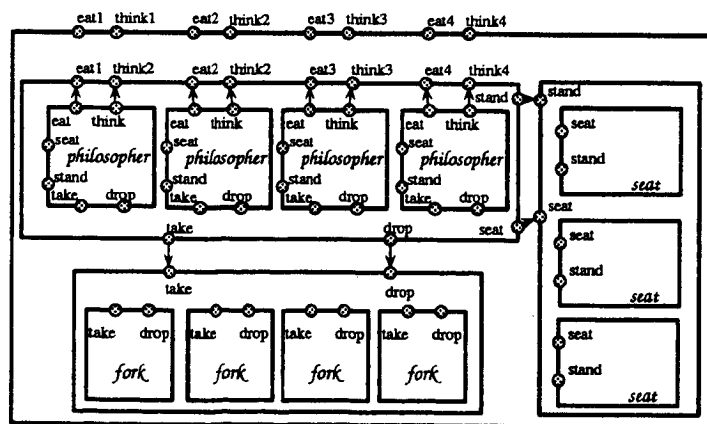 eat1 think1 eat2 think2 eat3 think3 eat4 think4
eat1 think2 eat2 think2 eat3 think3 eat4 think4
stand stand
eat think eat think eat think eat think
seat seat seat seat seat
philosopher philosopher philosopher philosopher
stand stand stand stand stand
take drop take drop take drop take drop
seat
take drop seat seat
seat
take drop
stand
seat
take drop take drop take drop take drop
seat
fork fork fork fork
stand
seat